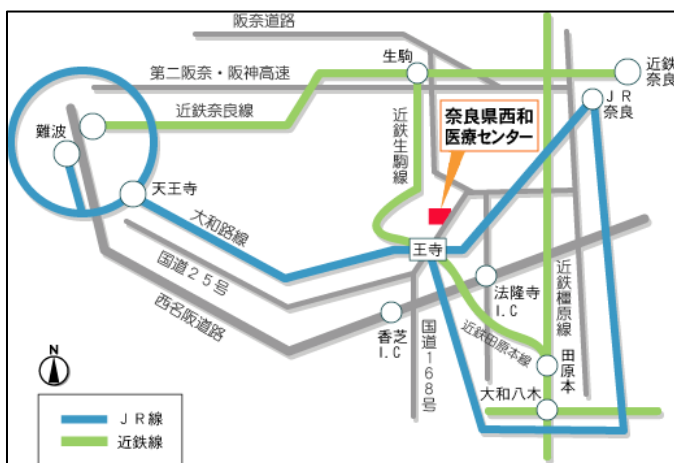 阪奈道路
生駒
近鉄
奈良
第二阪奈・阪神高速
JR
奈良
近鉄奈良線
難波
近鉄生駒線
奈良県西和
医療センター
天王寺
大和路線
王寺
国道25号
西名阪道路
法隆寺
I.C
近鉄橿原線
香芝
I.C
国道168号
近鉄田原本線
田原本
大和八木
N
JR線
近鉄線